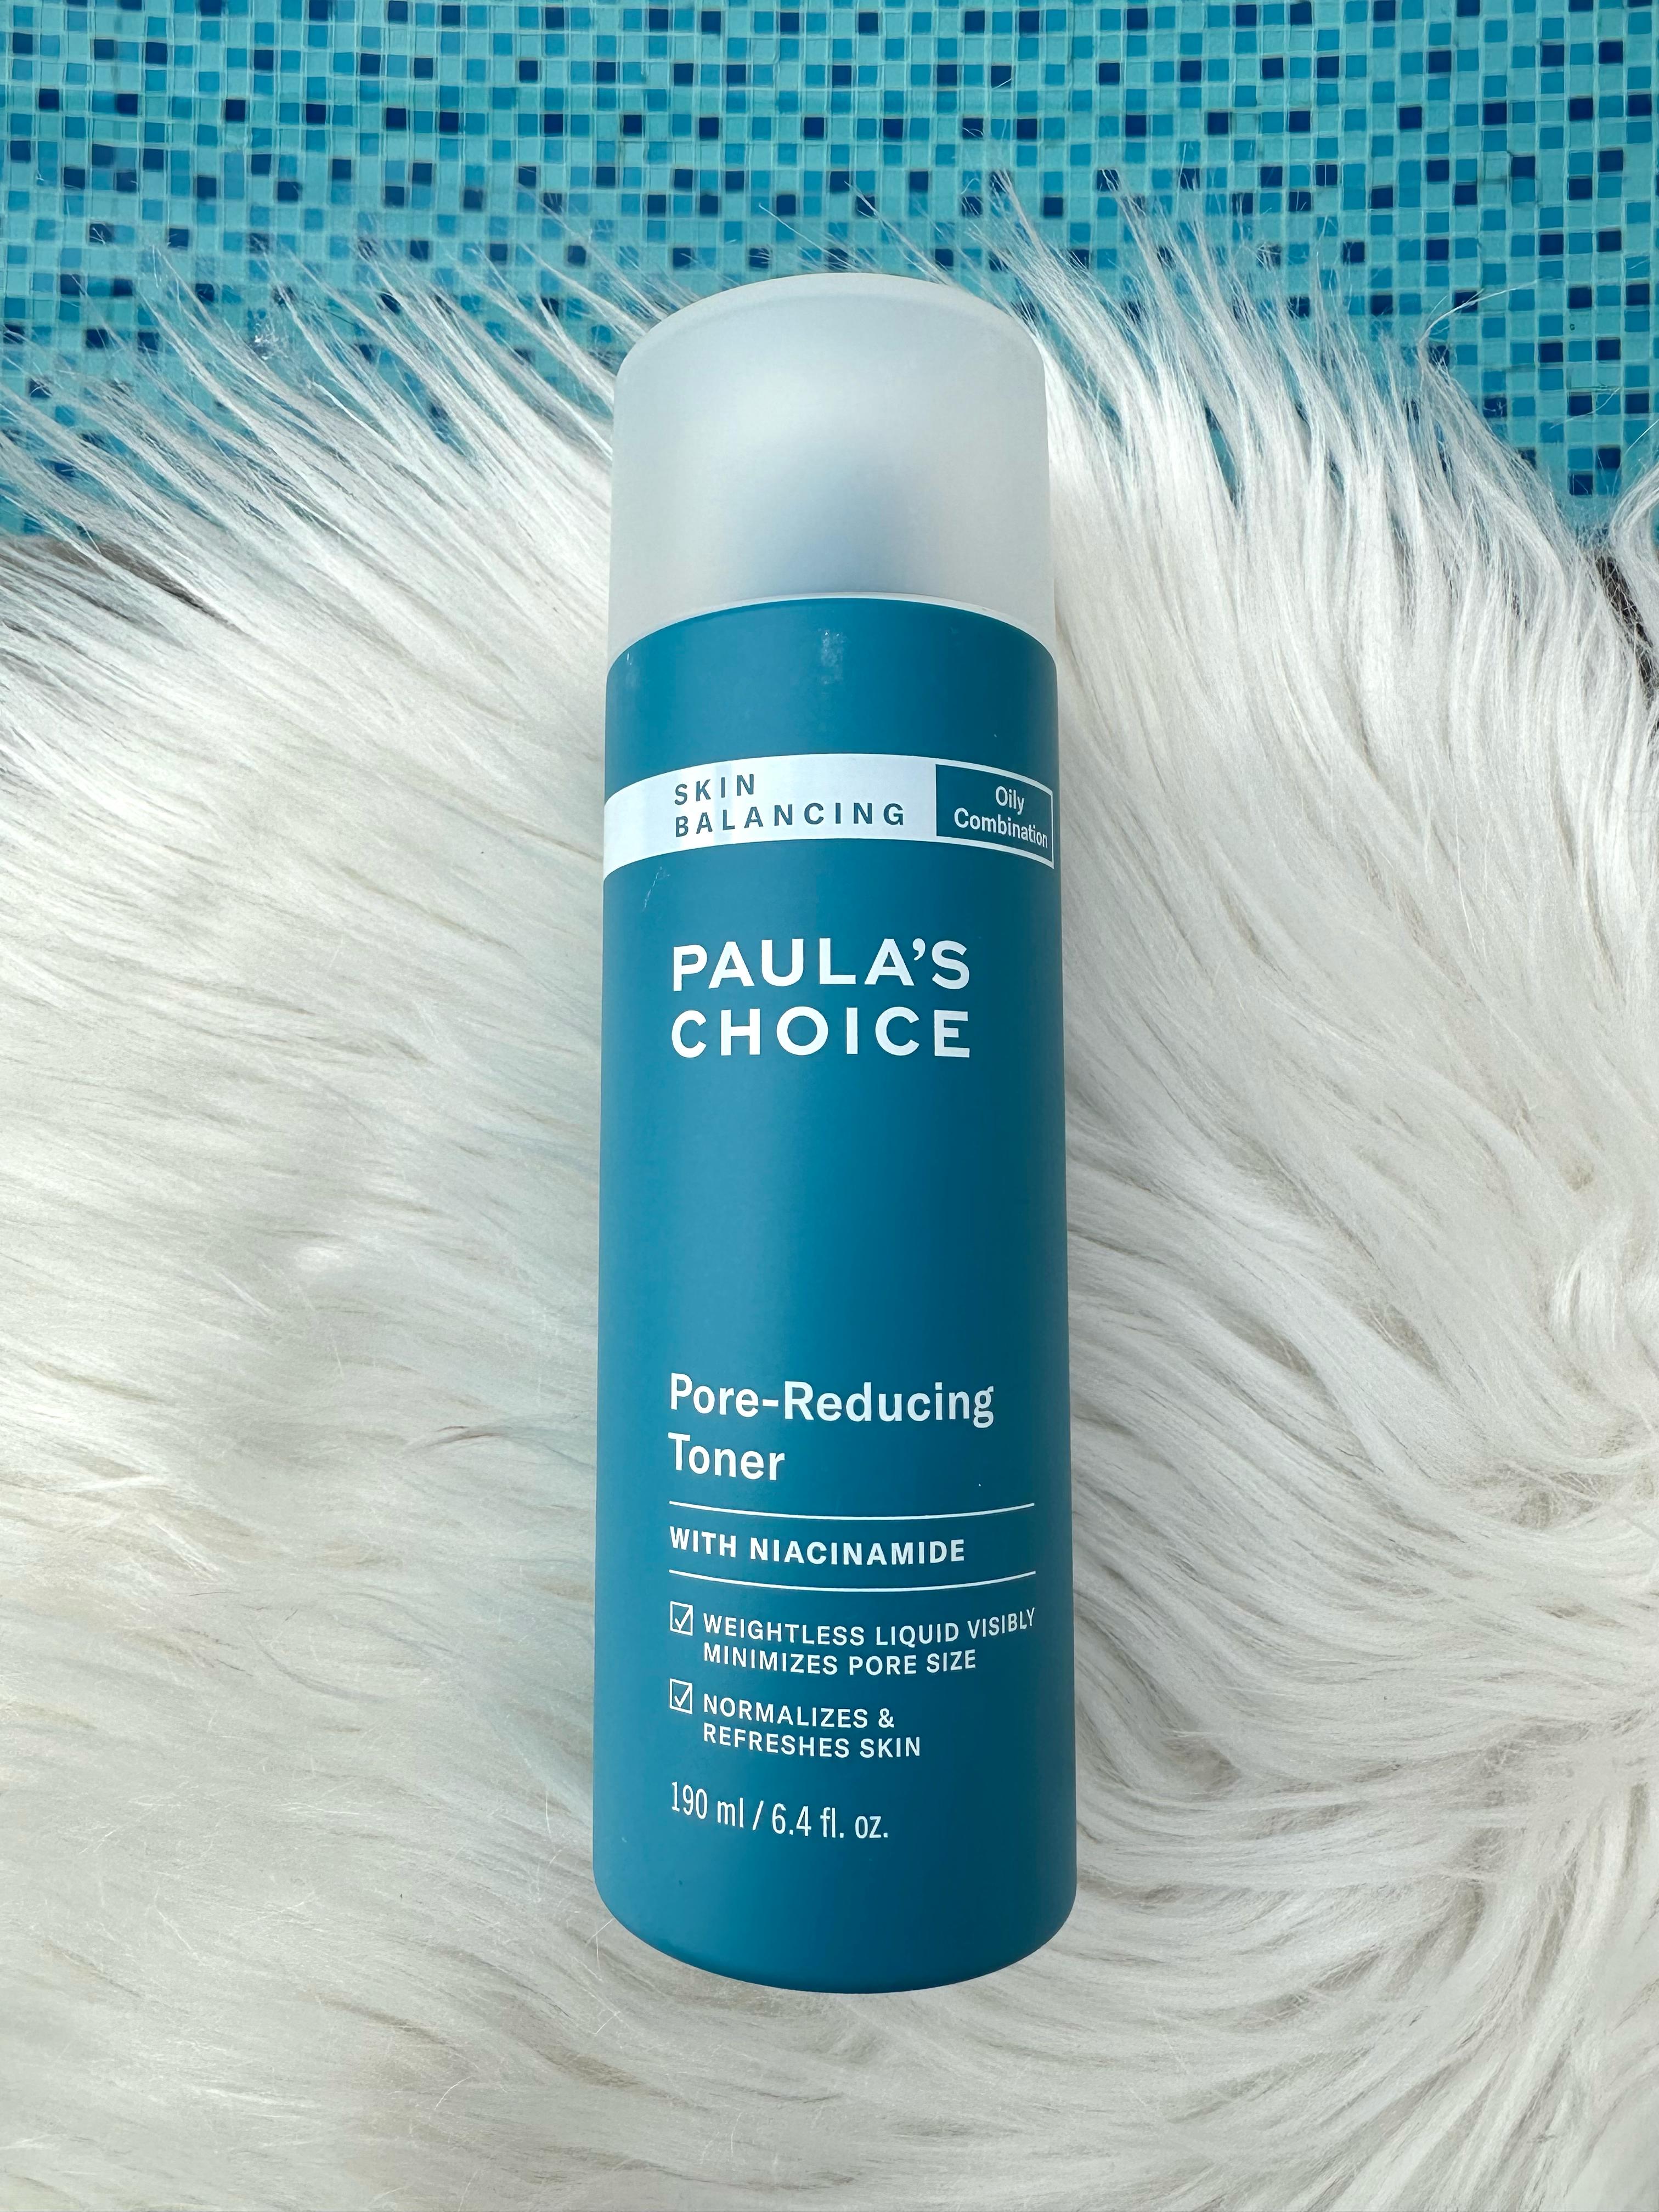 SKIN
BALANCING
Oily
Combination
PAULA'S
CHOICE
Pore-Reducing
Toner
WITH NIACINAMIDE
WEIGHTLESS LIQUID VISIBLY
MINIMIZES PORE SIZE
NORMALIZES &
REFRESHES SKIN
190 ml / 6.4 fl. oz.